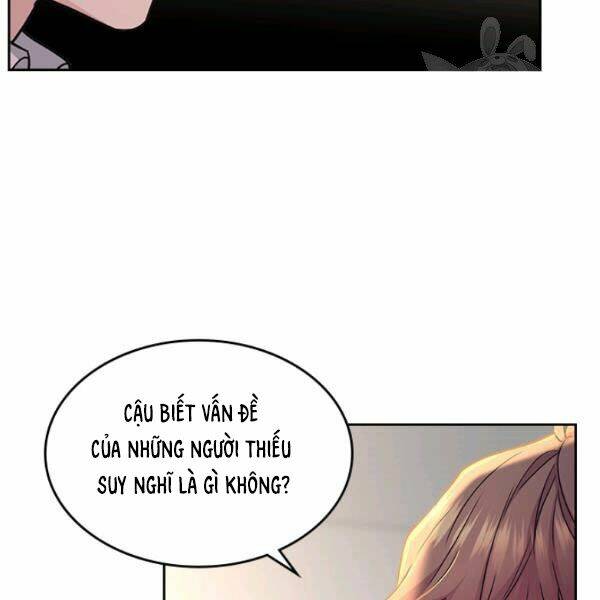 CẬU BIẾT VẤN ĐỀ
CỦA NHỮNG NGƯỜI THIẾU
SUY NGHĨ LÀ GÌ KHÔNG?